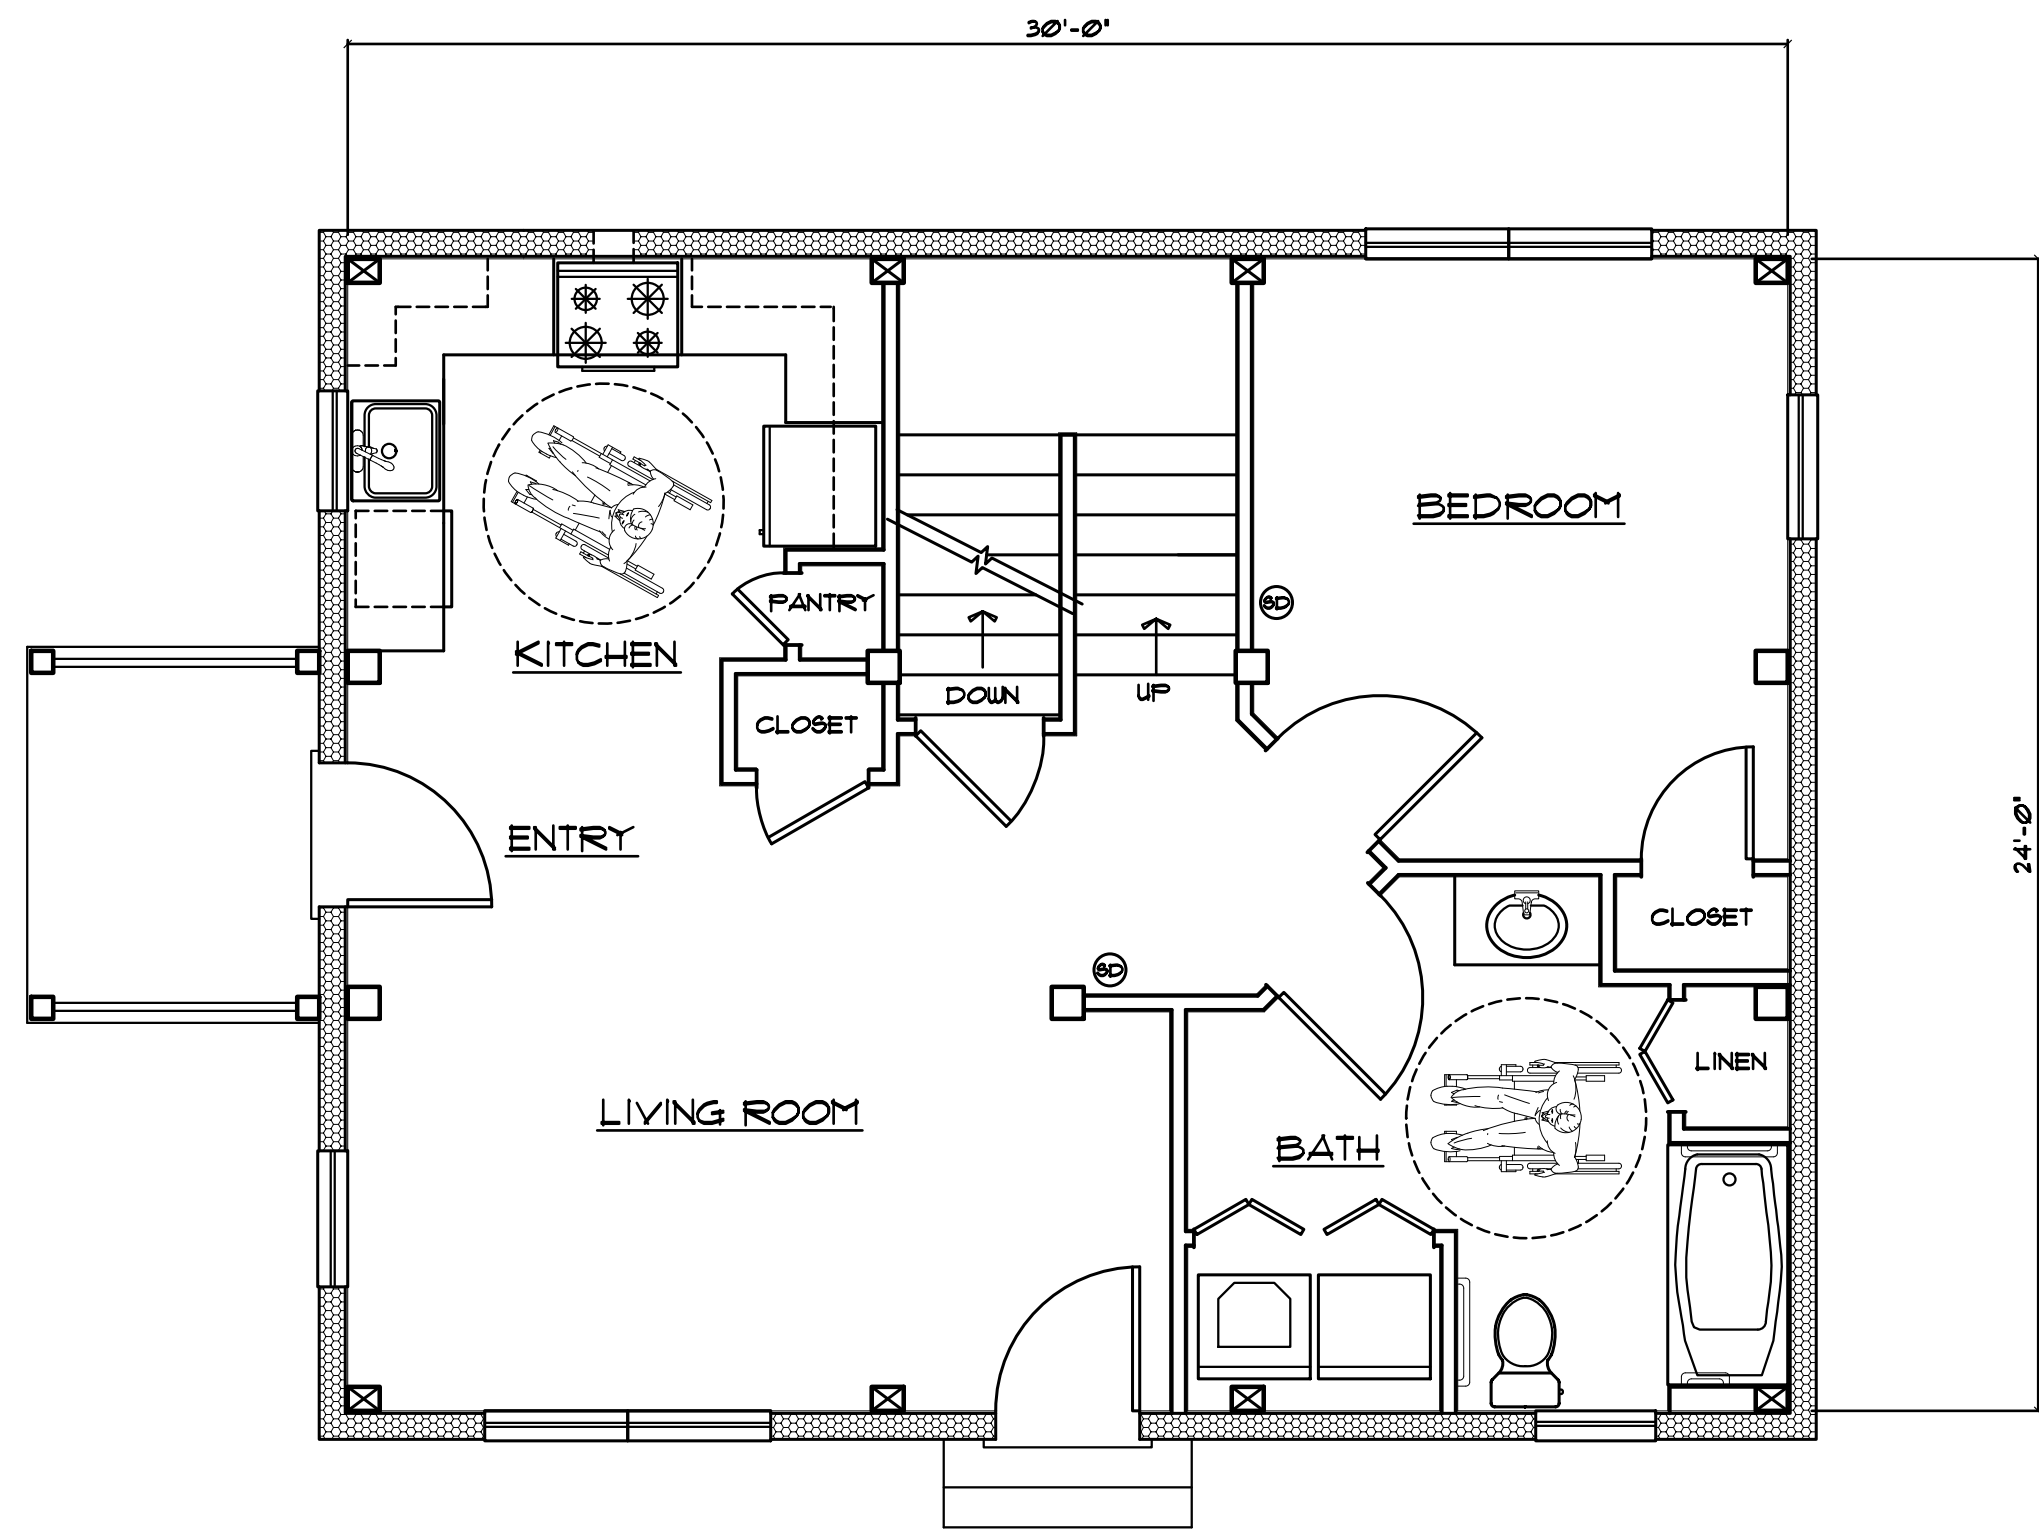 30'-0"
BEDROOM
SD
PANTRY
KITCHEN
DOWN
UP
CLOSET
ENTRY
24'-0"
CLOSET
SD
LINEN
LIVING ROOM
BATH